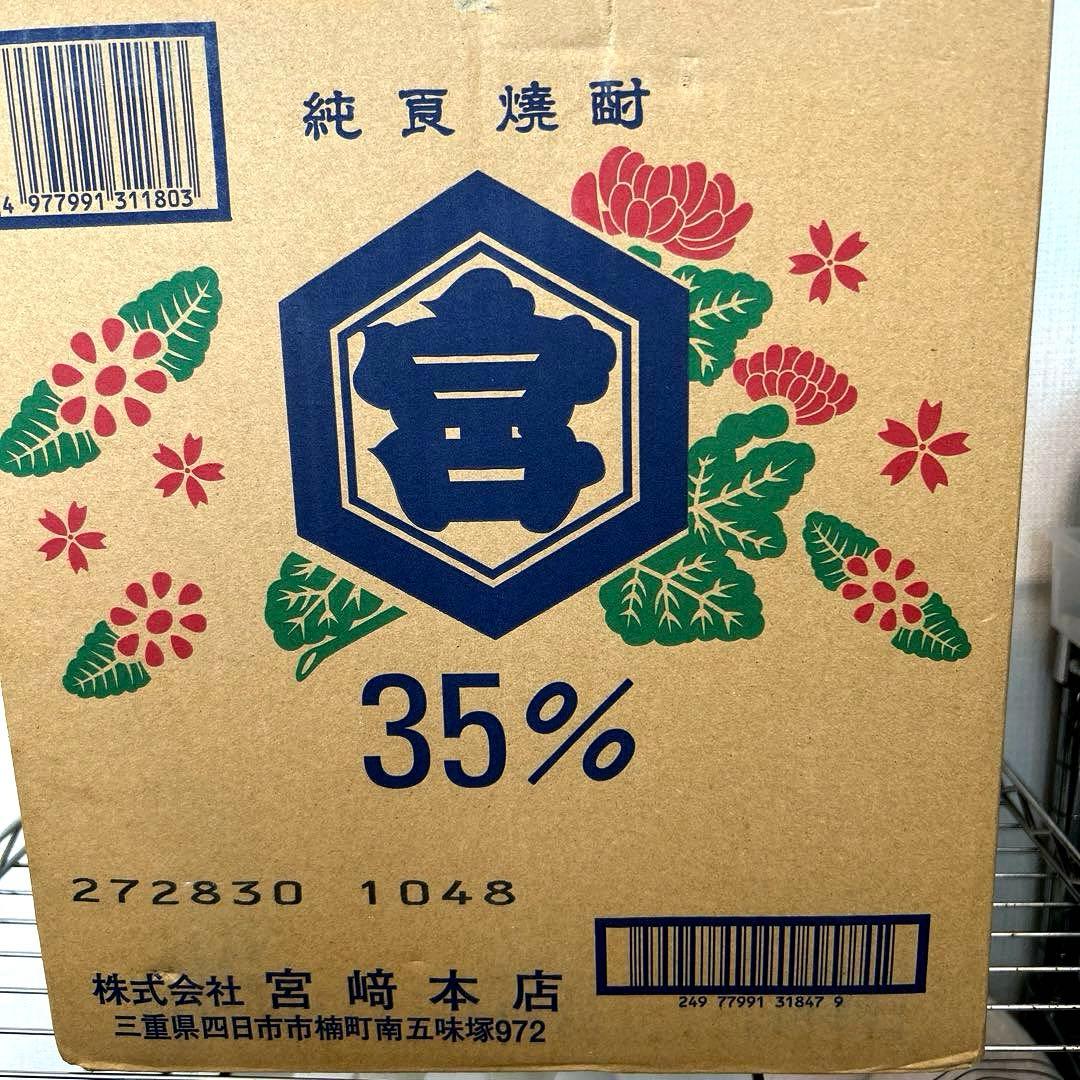 純良焼酎
4 977991 311803
宮
35%
272830 1048
株式会社 宮﨑本店
三重県四日市市楠町南五味塚972
249 77991 31847 9